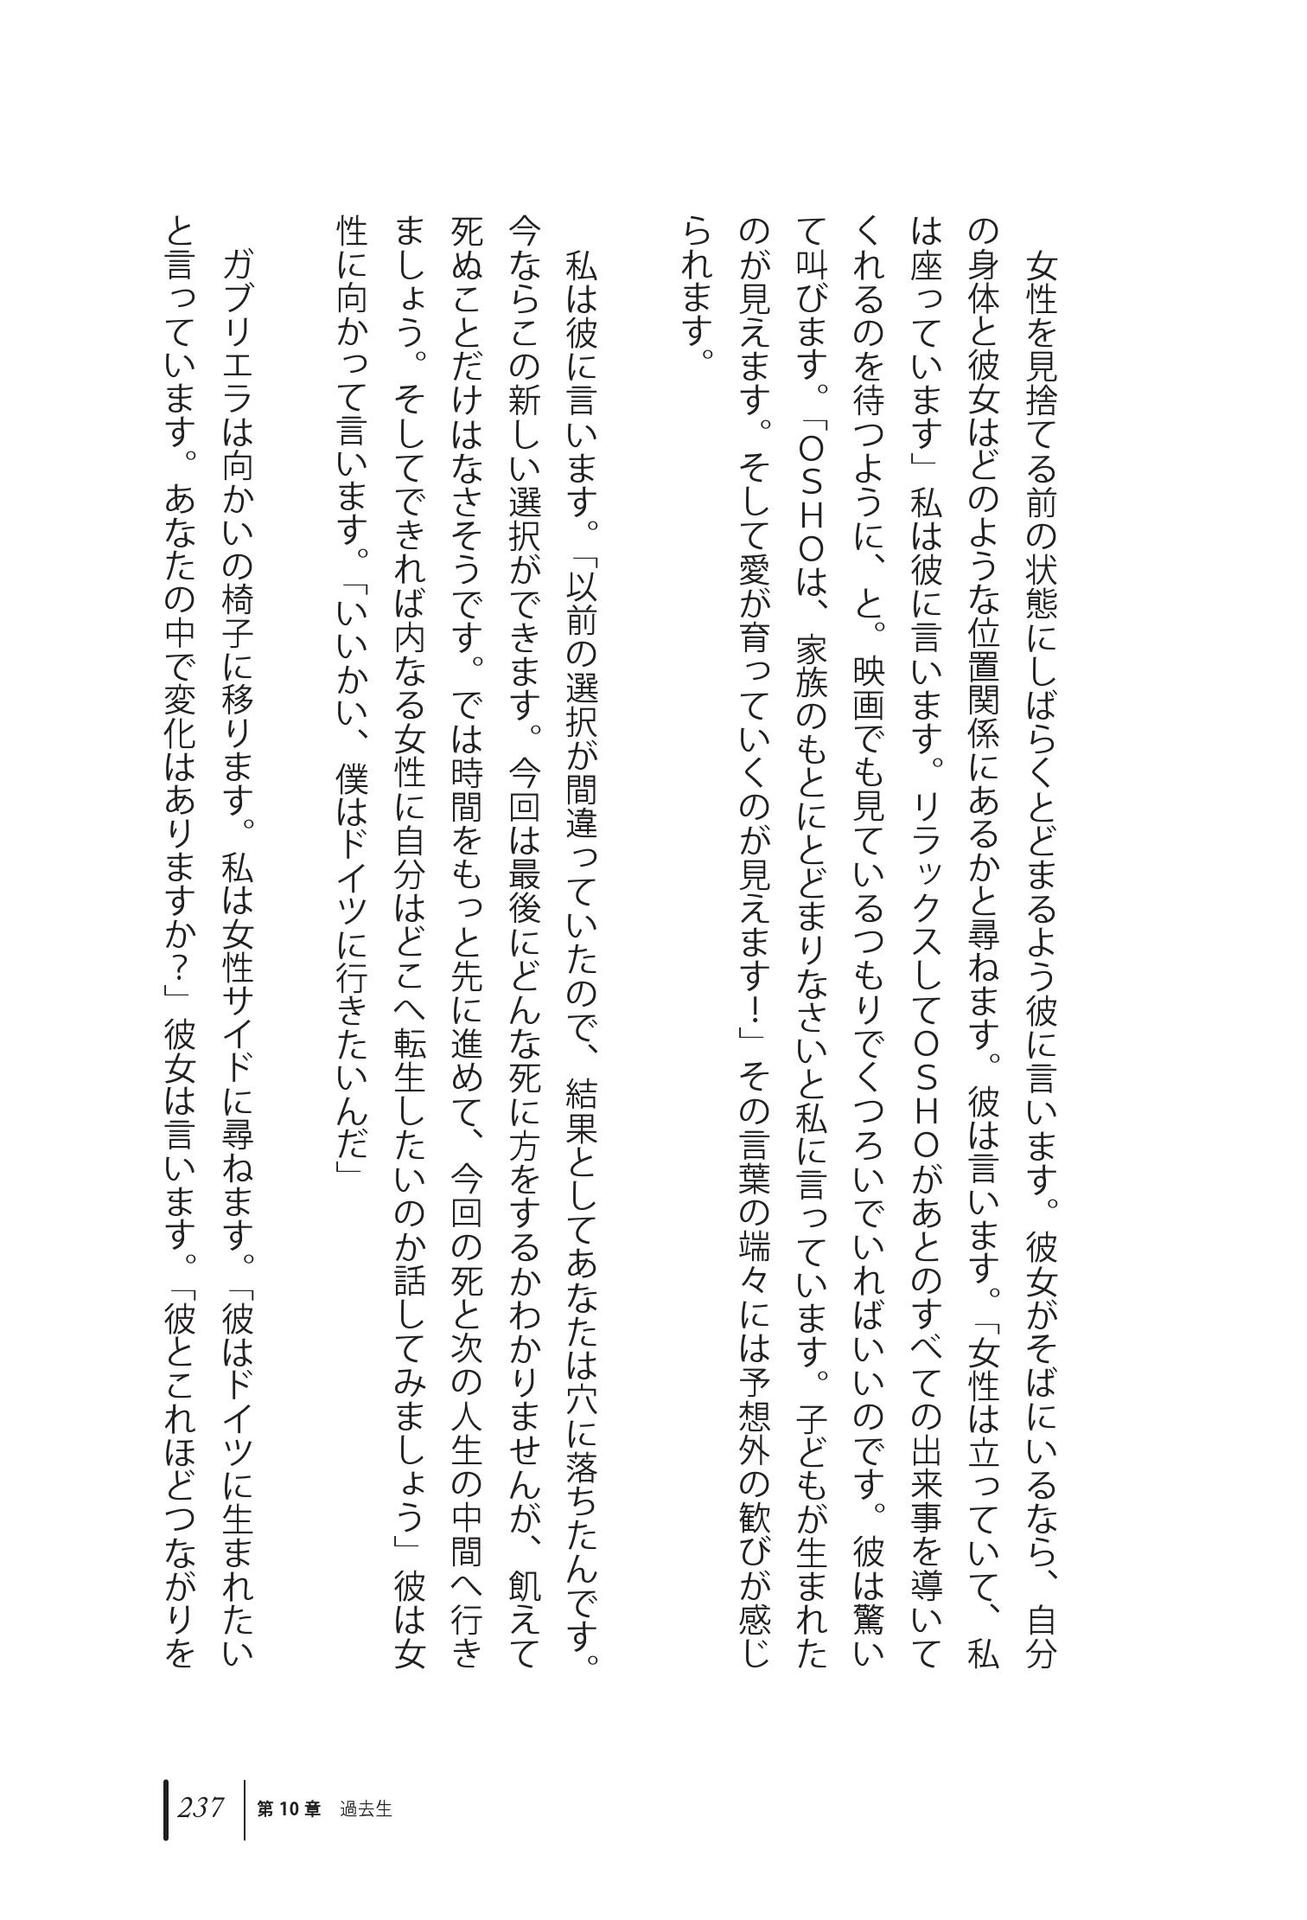 女性を見捨てる前の状態にしばらくとどまるよう彼に言います。彼女がそばにいるなら、自分
の身体と彼女はどのような位置関係にあるかと尋ねます。彼は言います。「女性は立っていて、私
は座っています」私は彼に言います。リラックスしてＯＳＨＯがあとのすべての出来事を導いて
くれるのを待つように、と。映画でも見ているつもりでくつろいでいればいいのです。彼は驚い
て叫びます。「ＯＳＨＯは、家族のもとにとどまりなさいと私に言っています。子どもが生まれた
のが見えます。そして愛が育っていくのが見えます！」その言葉の端々には予想外の歓びが感じ
られます。
　私は彼に言います。「以前の選択が間違っていたので、結果としてあなたは穴に落ちたんです。
今ならこの新しい選択ができます。今回は最後にどんな死に方をするかわかりませんが、飢えて
死ぬことだけはなさそうです。では時間をもっと先に進めて、今回の死と次の人生の中間へ行き
ましょう。そしてできれば内なる女性に自分はどこへ転生したいのか話してみましょう」彼は女
性に向かって言います。「いいかい、僕はドイツに行きたいんだ」
　ガブリエラは向かいの椅子に移ります。私は女性サイドに尋ねます。「彼はドイツに生まれたい
と言っています。あなたの中で変化はありますか？」彼女は言います。「彼とこれほどつながりを
237 第10章　過去生